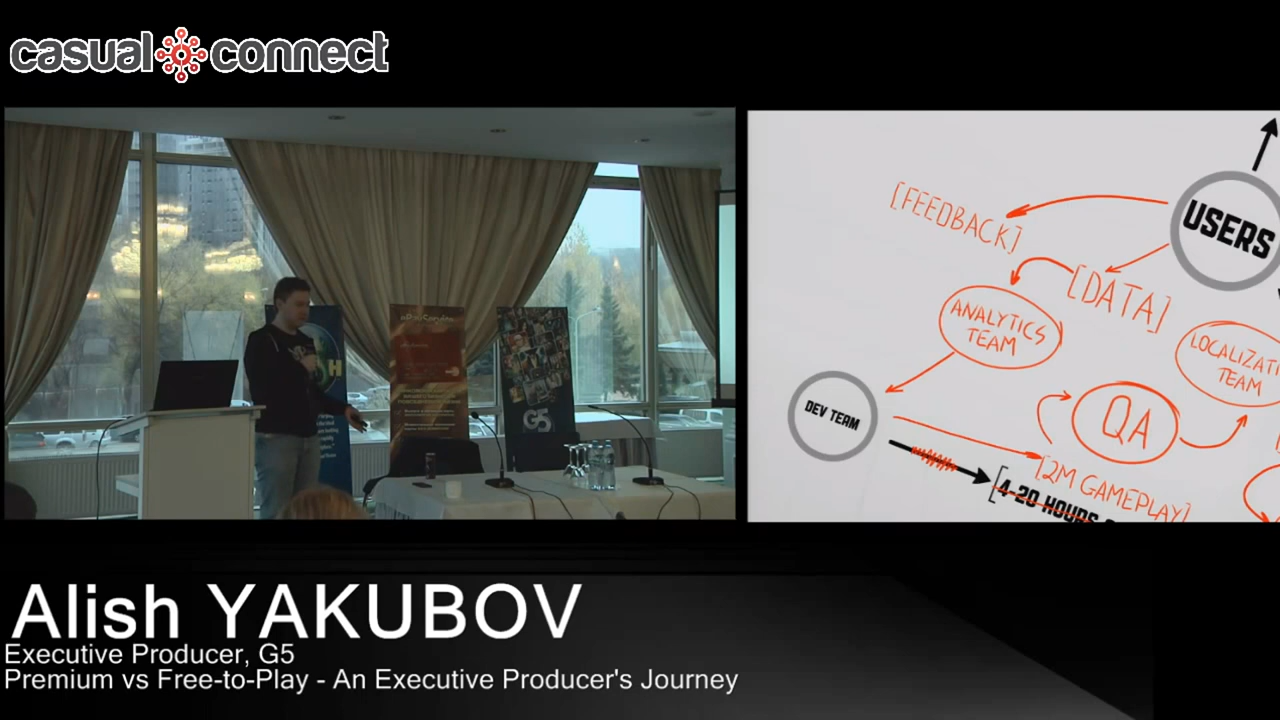 casual connect
[FEEDBACK]
USERS
[DATA]
ANALYTICS
TEAM
TEAM
DEV TEAM
QA
[2M GAMEPLAY]
4-20 HOURS
G5
Alish YAKUBOV
Executive Producer, G5
Premium vs Free-to-Play - An Executive Producer's Journey